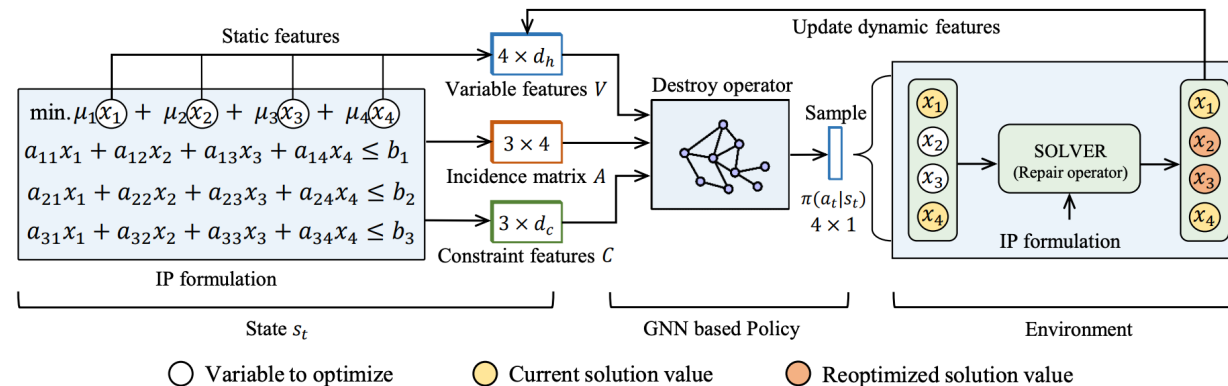 Static features
Update dynamic features
4 × d_h
Variable features V
Destroy operator
Sample
min. μ₁x₁ + μ₂x₂ + μ₃x₃ + μ₄x₄
a₁₁x₁ + a₁₂x₂ + a₁₃x₃ + a₁₄x₄ ≤ b₁
a₂₁x₁ + a₂₂x₂ + a₂₃x₃ + a₂₄x₄ ≤ b₂
a₃₁x₁ + a₃₂x₂ + a₃₃x₃ + a₃₄x₄ ≤ b₃
IP formulation
3 × 4
Incidence matrix A
3 × d_c
Constraint features C
π(a_t|s_t)
4 × 1
x₁
x₂
x₃
x₄
SOLVER
(Repair operator)
IP formulation
x₁
x₂
x₃
x₄
State s_t
GNN based Policy
Environment
Variable to optimize
Current solution value
Reoptimized solution value